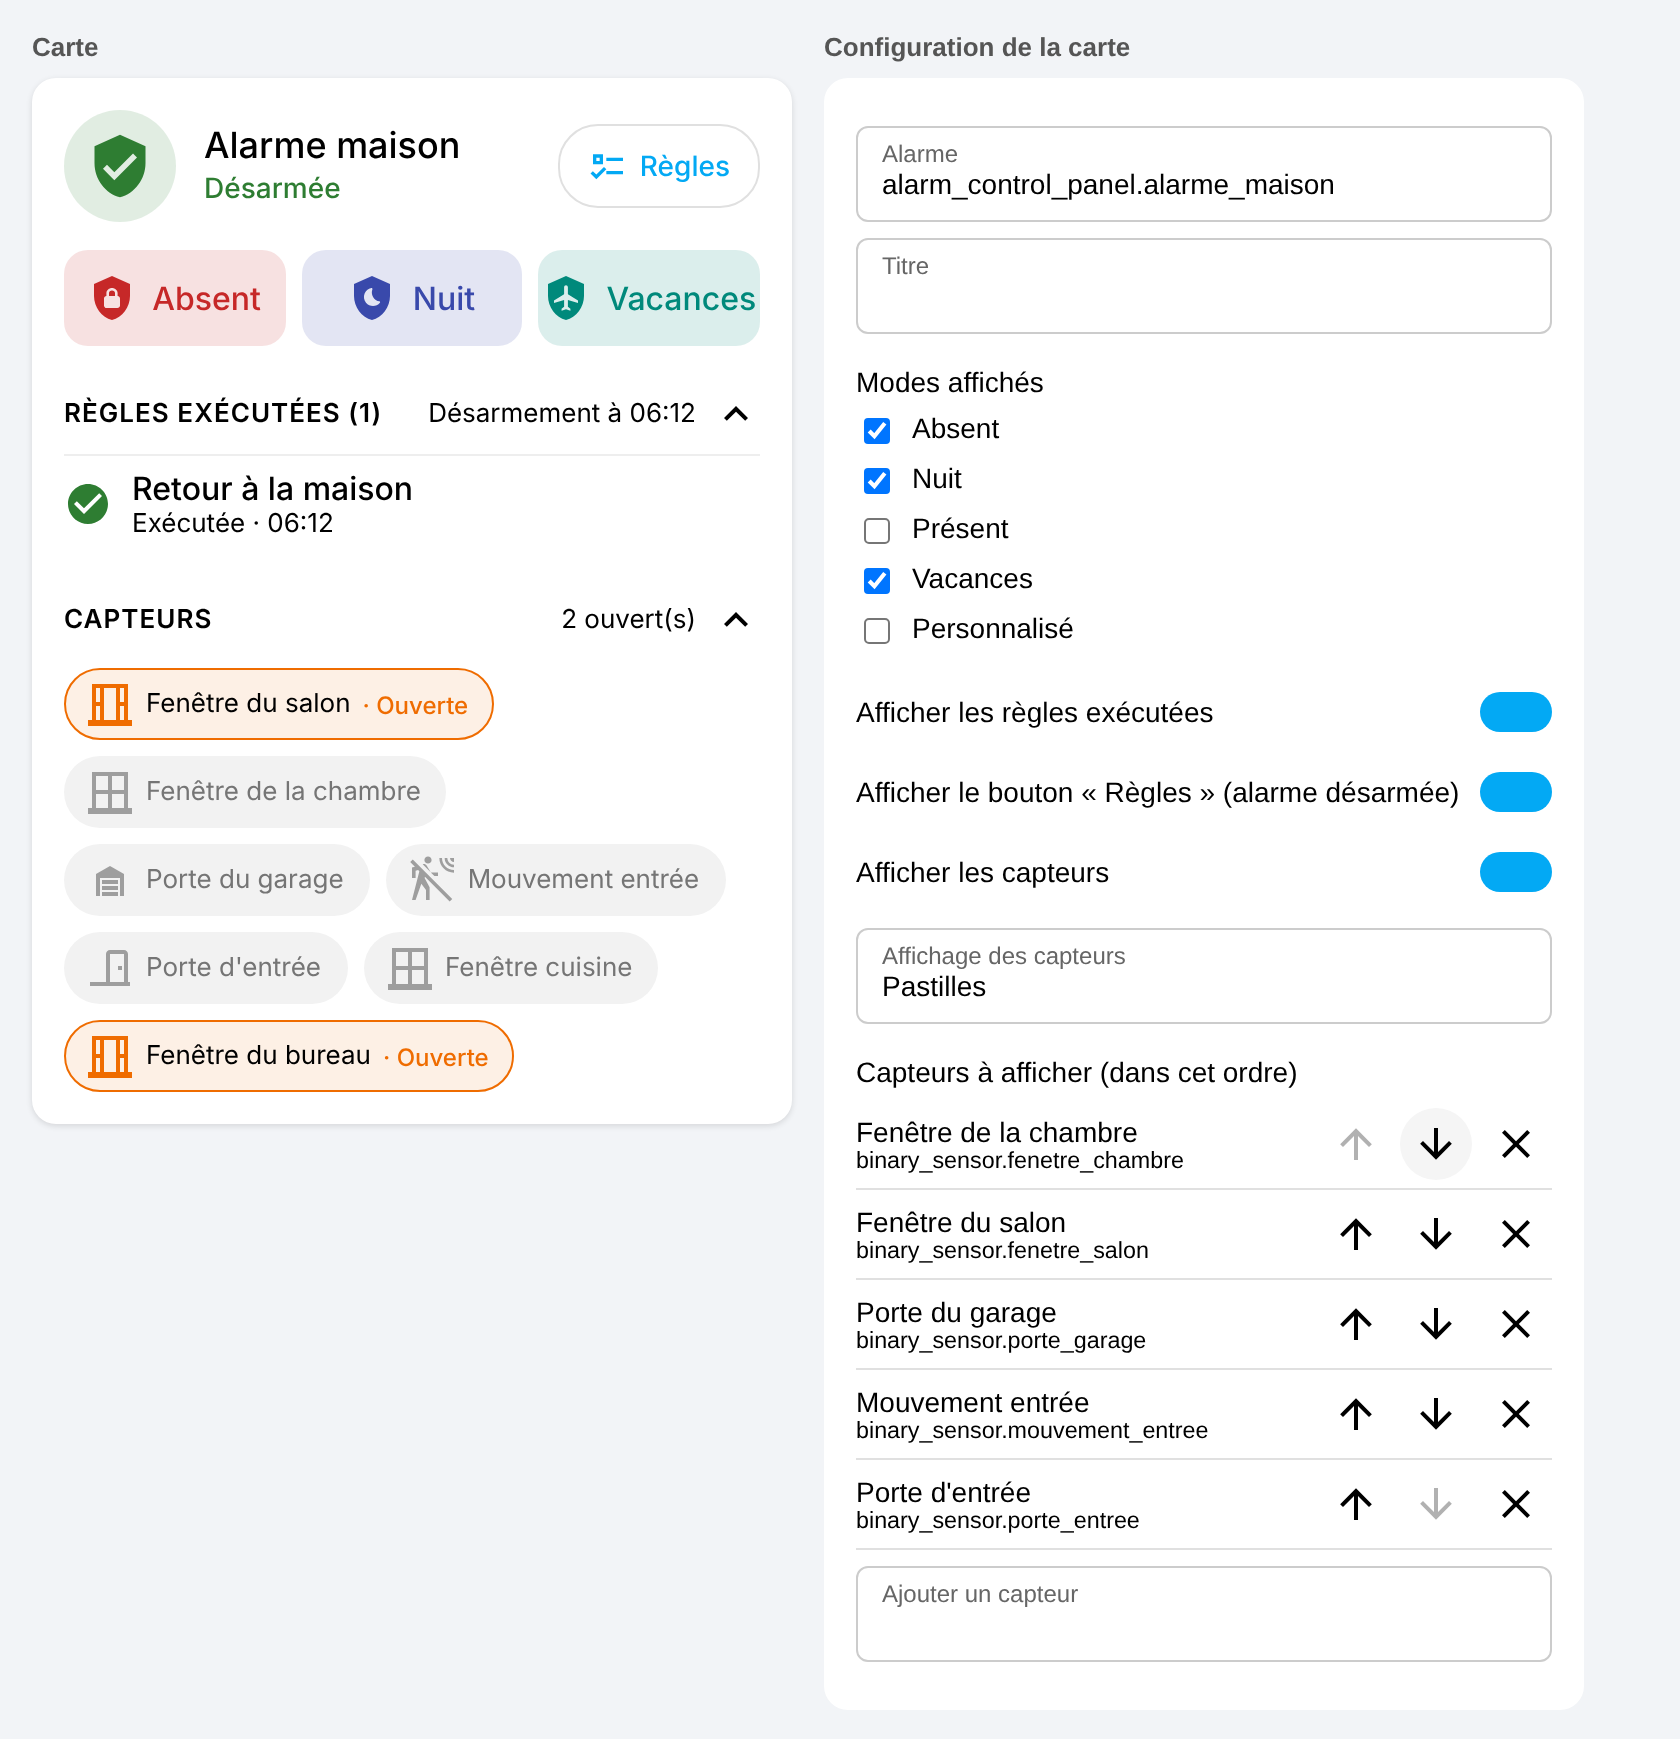 Carte
Alarme maison
Désarmée
Règles
Absent
Nuit
Vacances
RÈGLES EXÉCUTÉES (1)
Désarmement à 06:12
Retour à la maison
Exécutée · 06:12
CAPTEURS
2 ouvert(s)
Fenêtre du salon · Ouverte
Fenêtre de la chambre
Porte du garage
Mouvement entrée
Porte d'entrée
Fenêtre cuisine
Fenêtre du bureau · Ouverte
Configuration de la carte
Alarme
alarm_control_panel.alarme_maison
Titre
Modes affichés
Absent
Nuit
Présent
Vacances
Personnalisé
Afficher les règles exécutées
Afficher le bouton « Règles » (alarme désarmée)
Afficher les capteurs
Affichage des capteurs
Pastilles
Capteurs à afficher (dans cet ordre)
Fenêtre de la chambre
binary_sensor.fenetre_chambre
Fenêtre du salon
binary_sensor.fenetre_salon
Porte du garage
binary_sensor.porte_garage
Mouvement entrée
binary_sensor.mouvement_entree
Porte d'entrée
binary_sensor.porte_entree
Ajouter un capteur